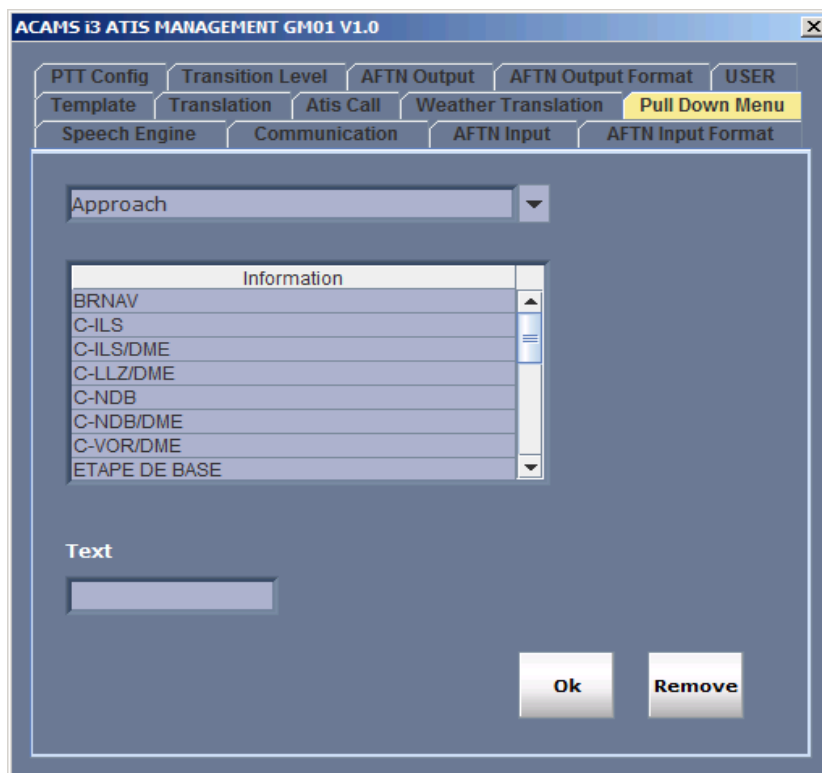 ACAMS i3 ATIS MANAGEMENT GM01 V1.0
PTT Config Transition Level AFTN Output AFTN Output Format USER
Template Translation Atis Call Weather Translation Pull Down Menu
Speech Engine Communication AFTN Input AFTN Input Format
Approach
Information
BRNAV
C-ILS
C-ILS/DME
C-LLZ/DME
C-NDB
C-NDB/DME
C-VOR/DME
ETAPE DE BASE
Text
Ok Remove